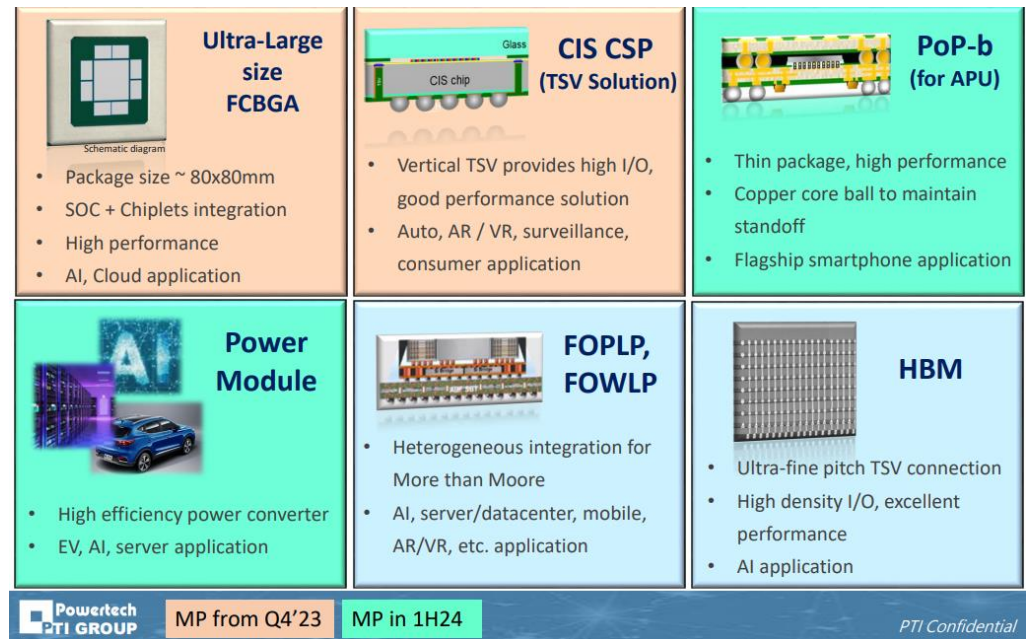 Ultra-Large
size
FCBGA
Schematic diagram
• Package size ~ 80x80mm
• SOC + Chiplets integration
• High performance
• AI, Cloud application
Glass
CIS chip
CIS CSP
(TSV Solution)
• Vertical TSV provides high I/O,
good performance solution
• Auto, AR / VR, surveillance,
consumer application
PoP-b
(for APU)
• Thin package, high performance
• Copper core ball to maintain
standoff
• Flagship smartphone application
AI
Power
Module
• High efficiency power converter
• EV, AI, server application
FOPLP,
FOWLP
• Heterogeneous integration for
More than Moore
• AI, server/datacenter, mobile,
AR/VR, etc. application
HBM
• Ultra-fine pitch TSV connection
• High density I/O, excellent
performance
• AI application
Powertech
PTI GROUP
MP from Q4’23
MP in 1H24
PTI Confidential